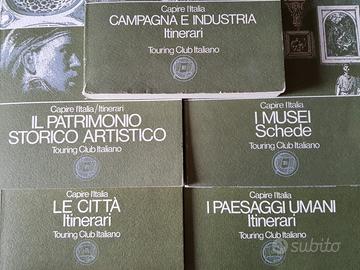 Capire l'Italia
CAMPAGNA E INDUSTRIA
Itinerari
Touring Club Italiano
Capire l'Italia/Itinerari
IL PATRIMONIO
STORICO ARTISTICO
Touring Club Italiano
Capire l'Italia
I MUSEI
Schede
Touring Club Italiano
Capire l'Italia
LE CITTÀ
Itinerari
Touring Club Italiano
Capire l'Italia
I PAESAGGI UMANI
Itinerari
Touring Club Italiano
subito